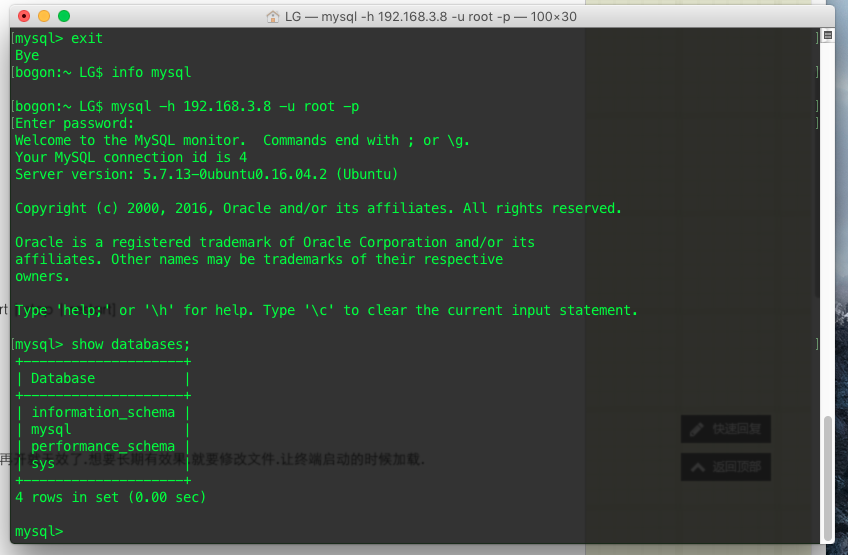 LG — mysql -h 192.168.3.8 -u root -p — 100×30
[mysql> exit
Bye
[bogon:~ LG$ info mysql ]
[bogon:~ LG$ mysql -h 192.168.3.8 -u root -p ]
[Enter password: ]
Welcome to the MySQL monitor.  Commands end with ; or \g.
Your MySQL connection id is 4
Server version: 5.7.13-0ubuntu0.16.04.2 (Ubuntu)
Copyright (c) 2000, 2016, Oracle and/or its affiliates. All rights reserved.
Oracle is a registered trademark of Oracle Corporation and/or its
affiliates. Other names may be trademarks of their respective
owners.
Type 'help;' or '\h' for help. Type '\c' to clear the current input statement.
[mysql> show databases; ]
+--------------------+
| Database           |
+--------------------+
| information_schema |
| mysql              |
| performance_schema |
| sys                |
+--------------------+
4 rows in set (0.00 sec)
mysql>
快速回复
返回顶部
效了.想要长期有效果,就要修改文件.让终端启动的时候加载.